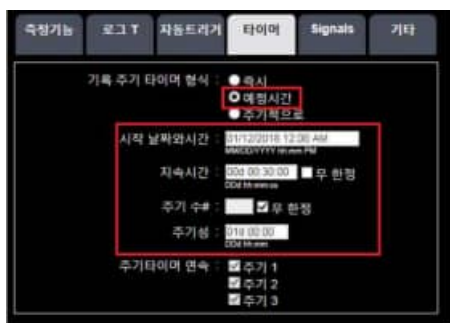 측정기능 로그 T 자동트리거 타이머 Signals 기타
기록 주기 타이머 형식 : 즉시
예정시간
주기적으로
시작 날짜와시간 : 01/12/2016 12:00 AM
MM/DD/YYYY hh:mm PM
지속시간 : 00d 00:30:00 무 한정
DDd hh:mm:ss
주기 수# : 무 한정
주기성 : 01d 00:00
DDd hh:mm
주기타이머 연속 : 주기 1
주기 2
주기 3